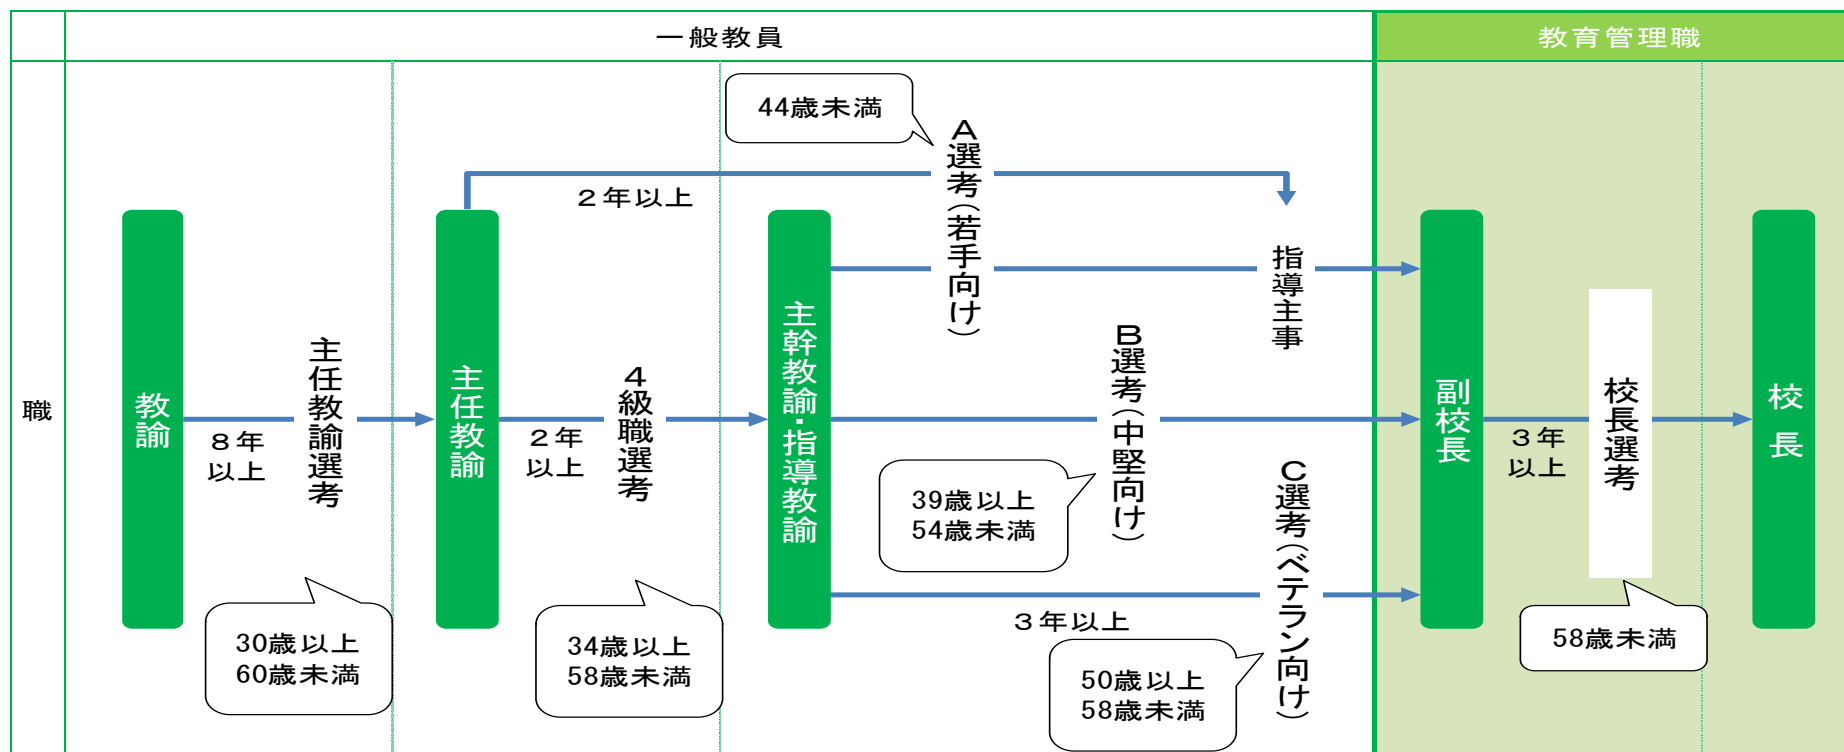 一般教員
教育管理職
職
教諭
8年
以上
主任教諭選考
30歳以上
60歳未満
主任教諭
2年以上
2年
以上
4級職選考
34歳以上
58歳未満
主幹教諭・指導教諭
44歳未満
A選考(若手向け)
指導主事
B選考(中堅向け)
39歳以上
54歳未満
3年以上
C選考(ベテラン向け)
50歳以上
58歳未満
副校長
3年
以上
校長選考
58歳未満
校長